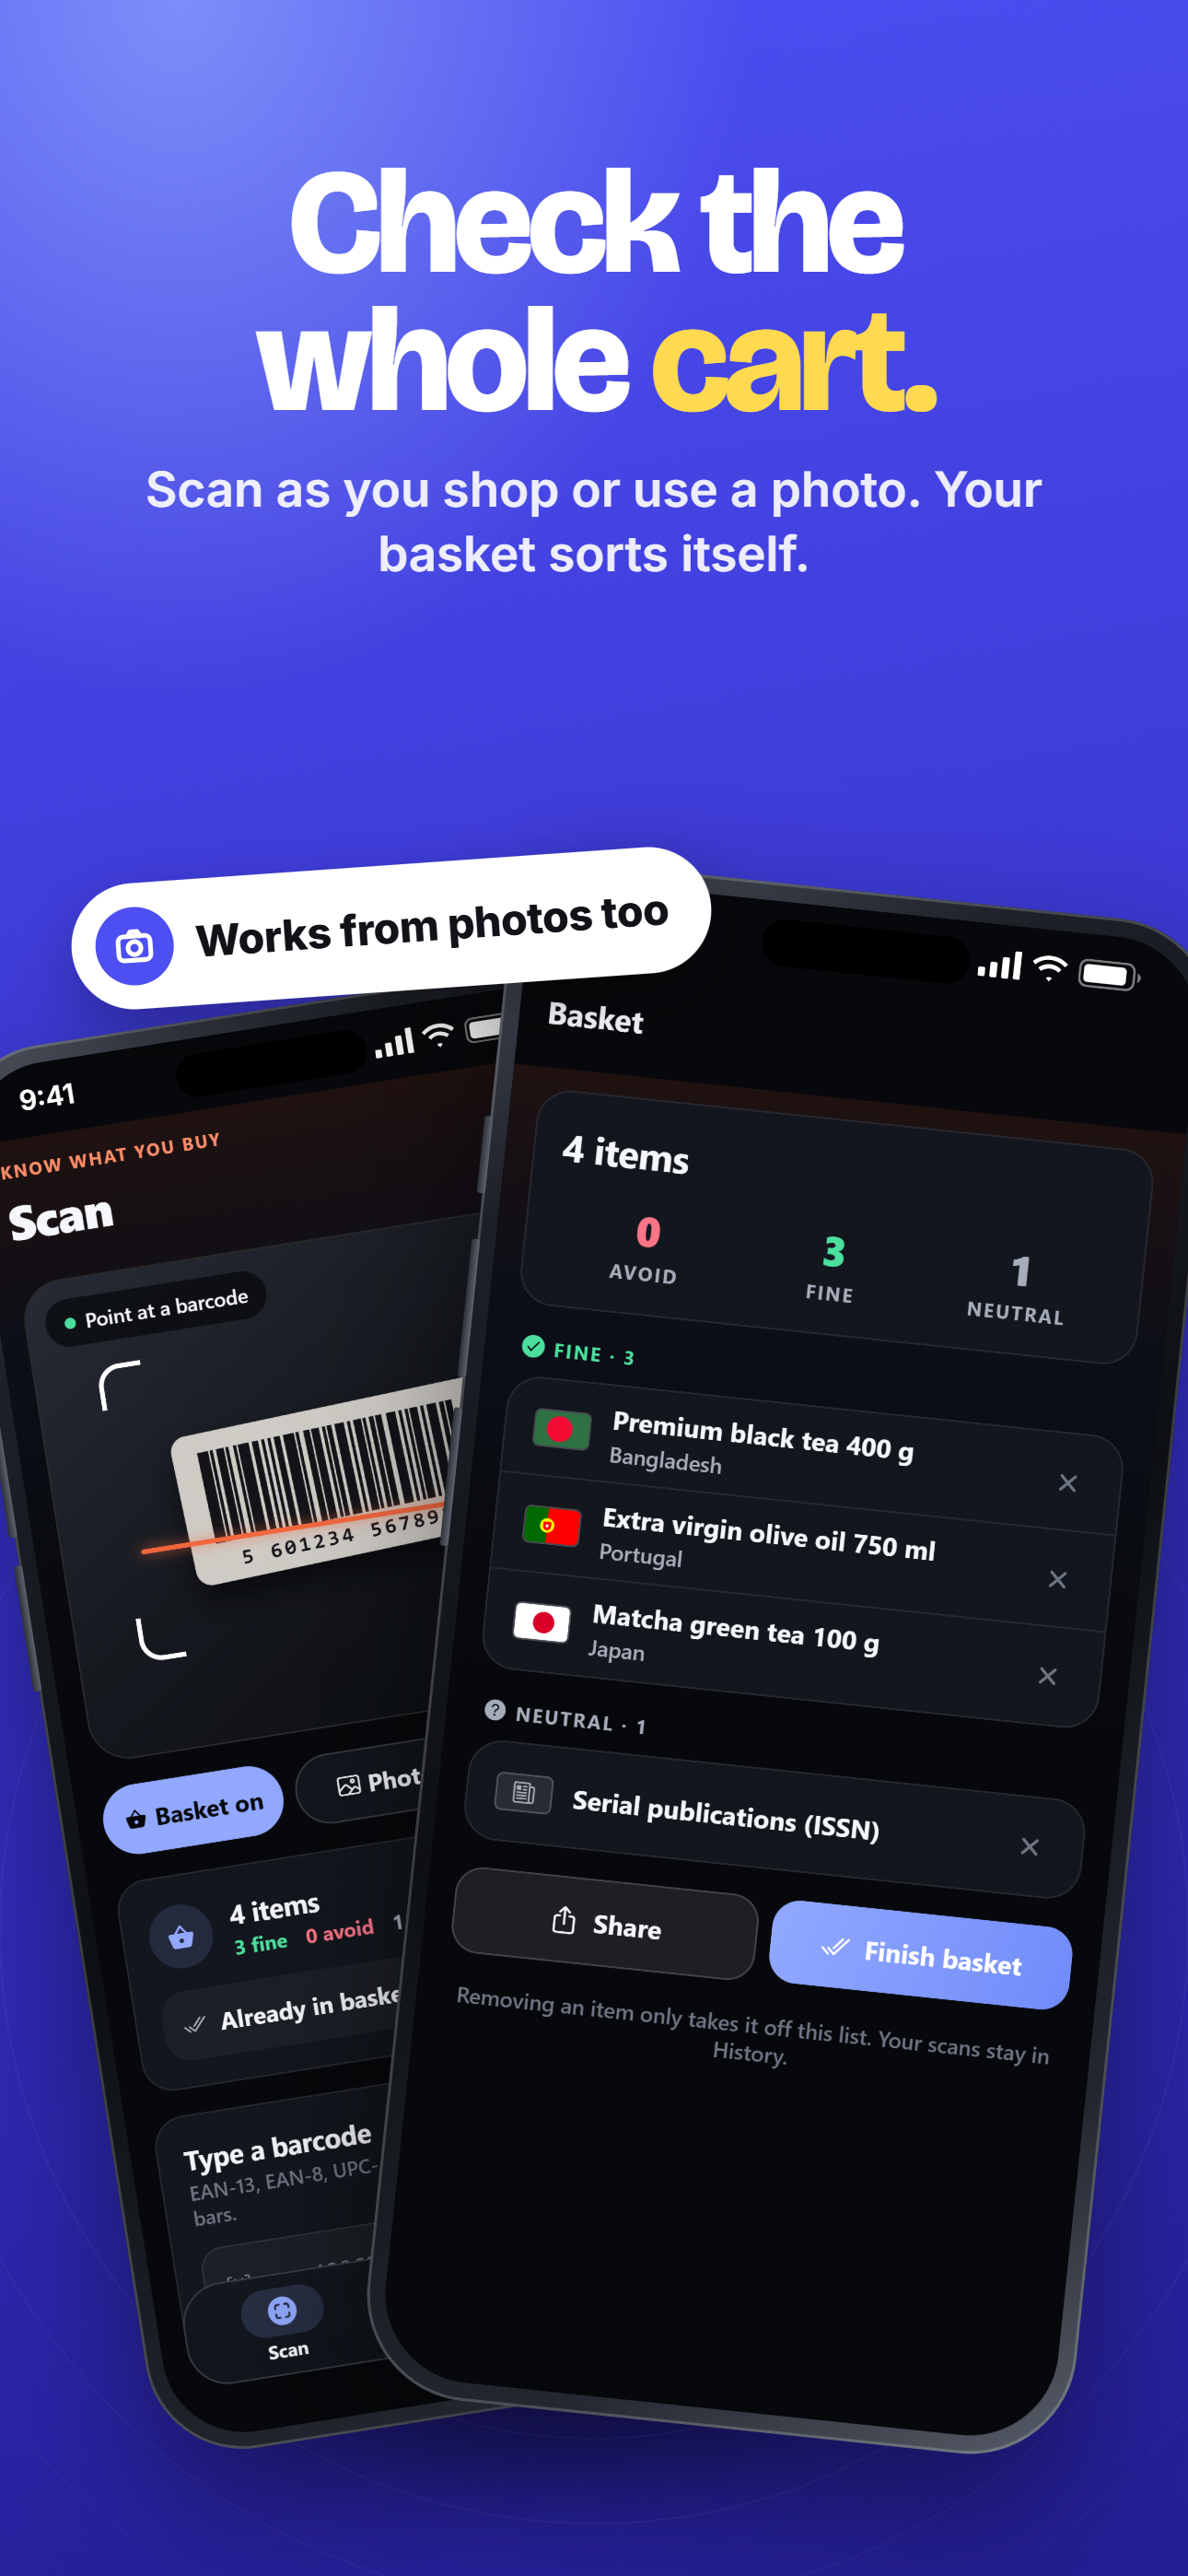 Check the
whole cart.
Scan as you shop or use a photo. Your
basket sorts itself.
Works from photos too
9:41
KNOW WHAT YOU BUY
Scan
Point at a barcode
5 601234 56789
Basket on
4 items
3 fine 0 avoid 1
Already in
Type a barcode
EAN-13, EAN-8,
bars.
Scan
Basket
4 items
0 3 1
AVOID FINE NEUTRAL
FINE · 3
Premium black tea 400 g
Bangladesh
Extra virgin olive oil 750 ml
Portugal
Matcha green tea 100 g
Japan
NEUTRAL · 1
Serial publications (ISSN)
Share
Finish basket
Removing an item only takes it off this list. Your scans stay in
History.